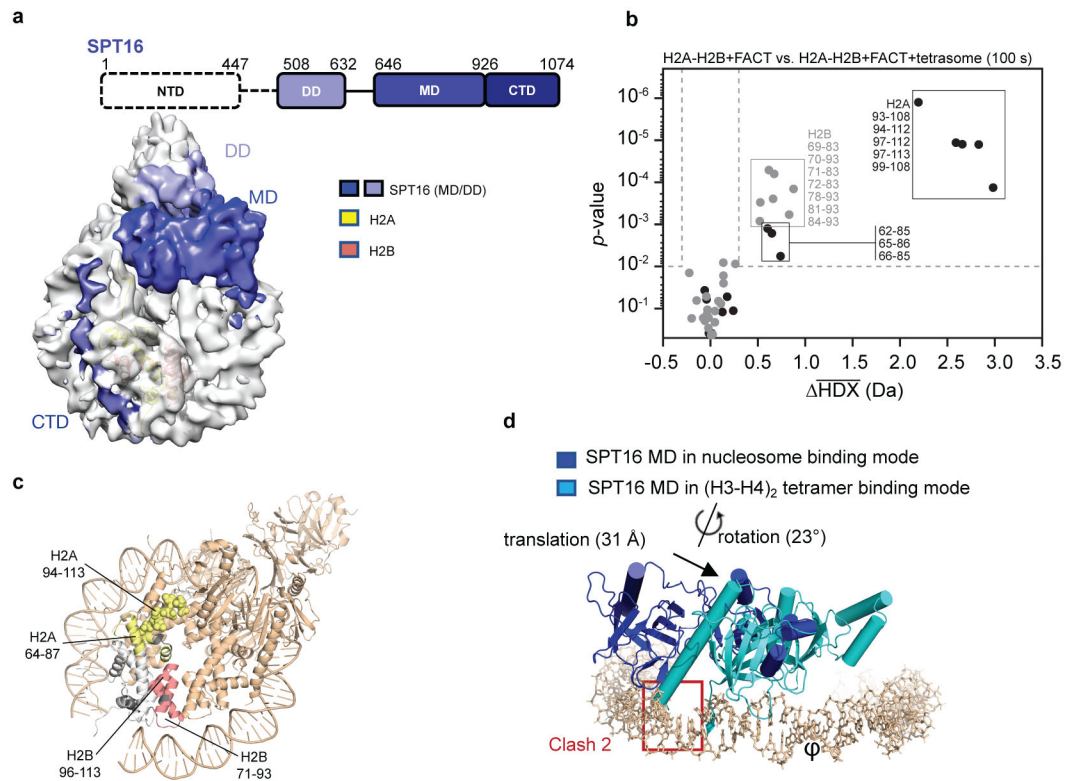 a
SPT16
1 447 508 632 646 926 1074
NTD DD MD CTD
DD
MD
CTD
SPT16 (MD/DD)
H2A
H2B
b
H2A-H2B+FACT vs. H2A-H2B+FACT+tetrasome (100 s)
10-6
10-5
10-4
10-3
10-2
10-1
p-value
H2B
69-83
70-93
71-83
72-83
78-93
81-93
84-93
H2A
93-108
94-112
97-112
97-113
99-108
62-85
65-86
66-85
-0.5 0.0 0.5 1.0 1.5 2.0 2.5 3.0 3.5
ΔHDX (Da)
c
H2A
94-113
H2A
64-87
H2B
96-113
H2B
71-93
d
SPT16 MD in nucleosome binding mode
SPT16 MD in (H3-H4)2 tetramer binding mode
translation (31 Å)
rotation (23°)
Clash 2
φ